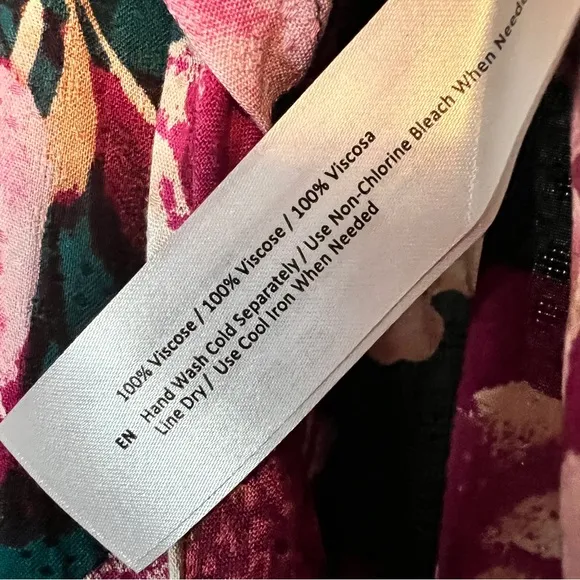 100% Viscose / 100% Viscose / 100% Viscosa
EN Hand Wash Cold Separately / Use Non-Chlorine Bleach When Needed
Line Dry / Use Cool Iron When Needed